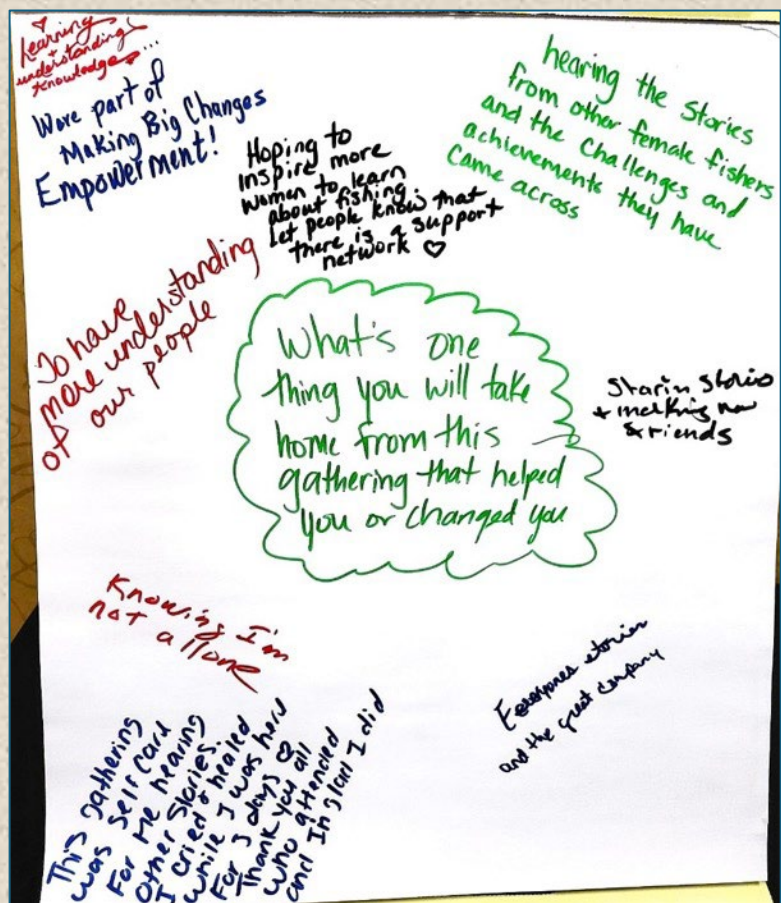 Learning
+
understanding
knowledge...
Were part of
Making Big Changes
Empowerment!
Hoping to
inspire more
women to learn
about fishing.
Let people know that
there is a support
network ♡
hearing the Stories
from other female fishers
and the challenges and
achievements they have
came across
To have
more understanding
of our people
What's one
thing you will take
home from this
gathering that helped
you or changed you
Sharin Stories
+ making new
friends
Knowing I'm
not allone
Everyones stories
and the great company
This gathering
was self care
For me hearing
Other Stories.
I cried + healed
while I was here
For 3 days ♡
Thank you all
who attended
and I'm glad I did